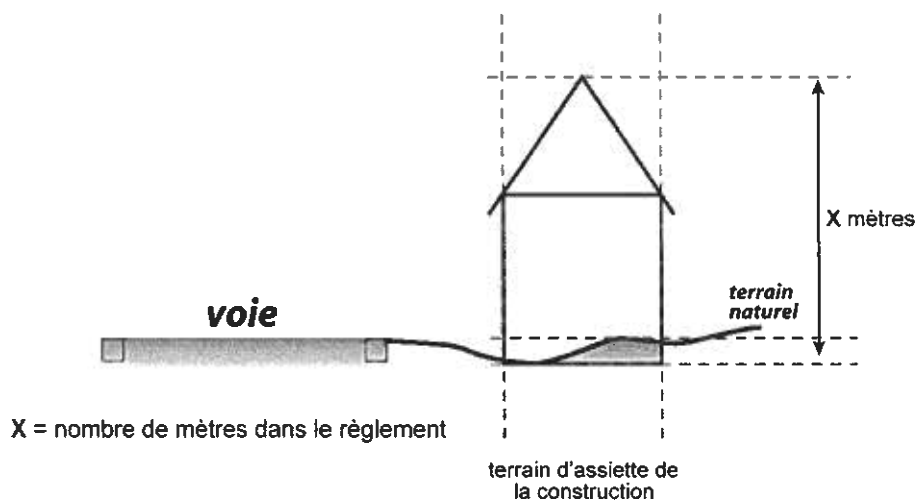 X mètres
voie
terrain
naturel
X = nombre de mètres dans le règlement
terrain d'assiette de
la construction